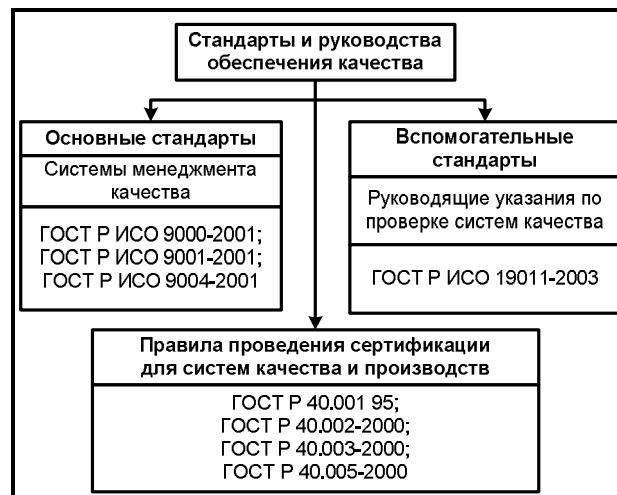 Стандарты и руководства
обеспечения качества
Основные стандарты
Системы менеджмента
качества
ГОСТ Р ИСО 9000-2001;
ГОСТ Р ИСО 9001-2001;
ГОСТ Р ИСО 9004-2001
Вспомогательные
стандарты
Руководящие указания по
проверке систем качества
ГОСТ Р ИСО 19011-2003
Правила проведения сертификации
для систем качества и производств
ГОСТ Р 40.001 95;
ГОСТ Р 40.002-2000;
ГОСТ Р 40.003-2000;
ГОСТ Р 40.005-2000